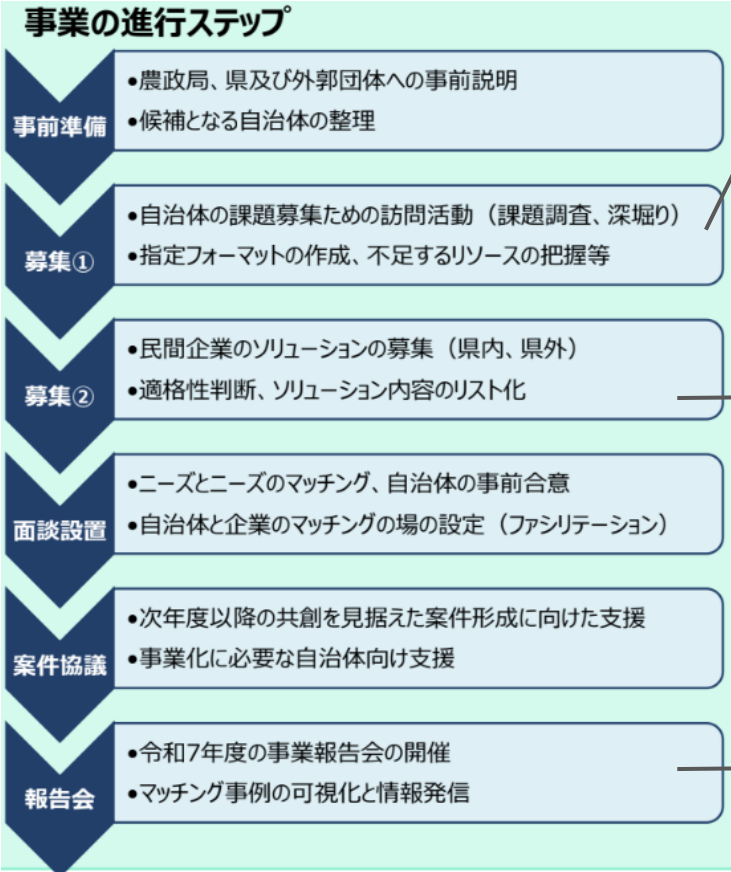 事業の進行ステップ
事前準備
•農政局、県及び外郭団体への事前説明
•候補となる自治体の整理
募集①
•自治体の課題募集ための訪問活動（課題調査、深堀り）
•指定フォーマットの作成、不足するリソースの把握等
募集②
•民間企業のソリューションの募集（県内、県外）
•適格性判断、ソリューション内容のリスト化
面談設置
•ニーズとニーズのマッチング、自治体の事前合意
•自治体と企業のマッチングの場の設定（ファシリテーション）
案件協議
•次年度以降の共創を見据えた案件形成に向けた支援
•事業化に必要な自治体向け支援
報告会
•令和7年度の事業報告会の開催
•マッチング事例の可視化と情報発信